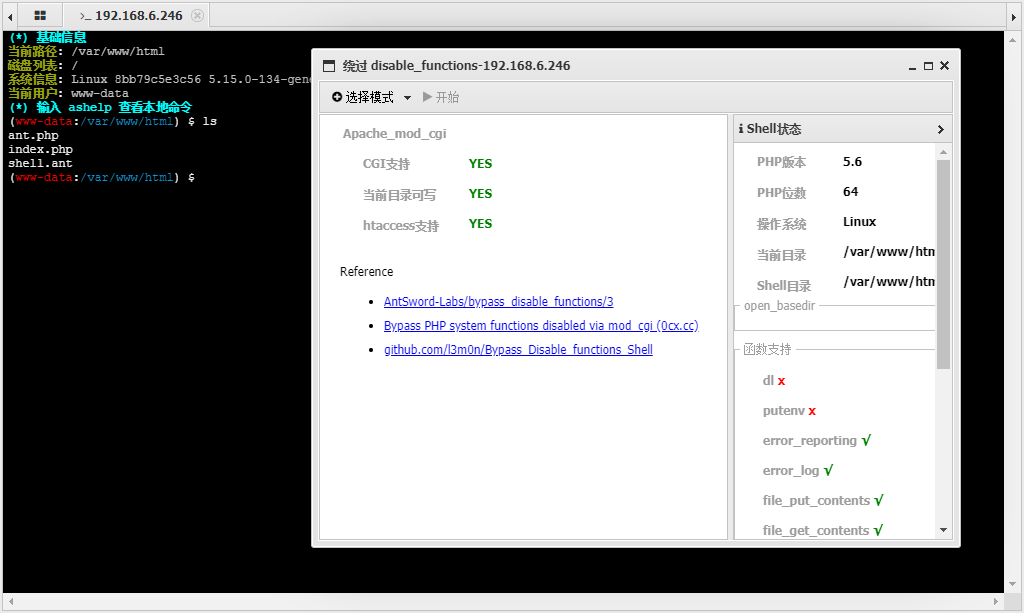 >_ 192.168.6.246
(*) 基础信息
当前路径: /var/www/html
磁盘列表: /
系统信息: Linux 8bb79c5e3c56 5.15.0-134-gene
当前用户: www-data
(*) 输入 ashelp 查看本地命令
(www-data:/var/www/html) $ ls
ant.php
index.php
shell.ant
(www-data:/var/www/html) $
绕过 disable_functions-192.168.6.246
选择模式
开始
Apache_mod_cgi
CGI支持 YES
当前目录可写 YES
htaccess支持 YES
Reference
AntSword-Labs/bypass_disable_functions/3
Bypass PHP system functions disabled via mod_cgi (0cx.cc)
github.com/l3m0n/Bypass_Disable_functions_Shell
Shell状态
PHP版本 5.6
PHP位数 64
操作系统 Linux
当前目录 /var/www/htm
Shell目录 /var/www/htm
open_basedir
函数支持
dl x
putenv x
error_reporting √
error_log √
file_put_contents √
file_get_contents √